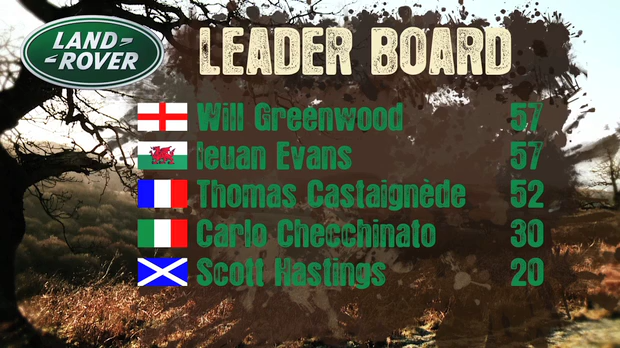 LAND-
-ROVER
LEADER BOARD
Will Greenwood 57
Ieuan Evans 57
Thomas Castaignède 52
Carlo Checchinato 30
Scott Hastings 20